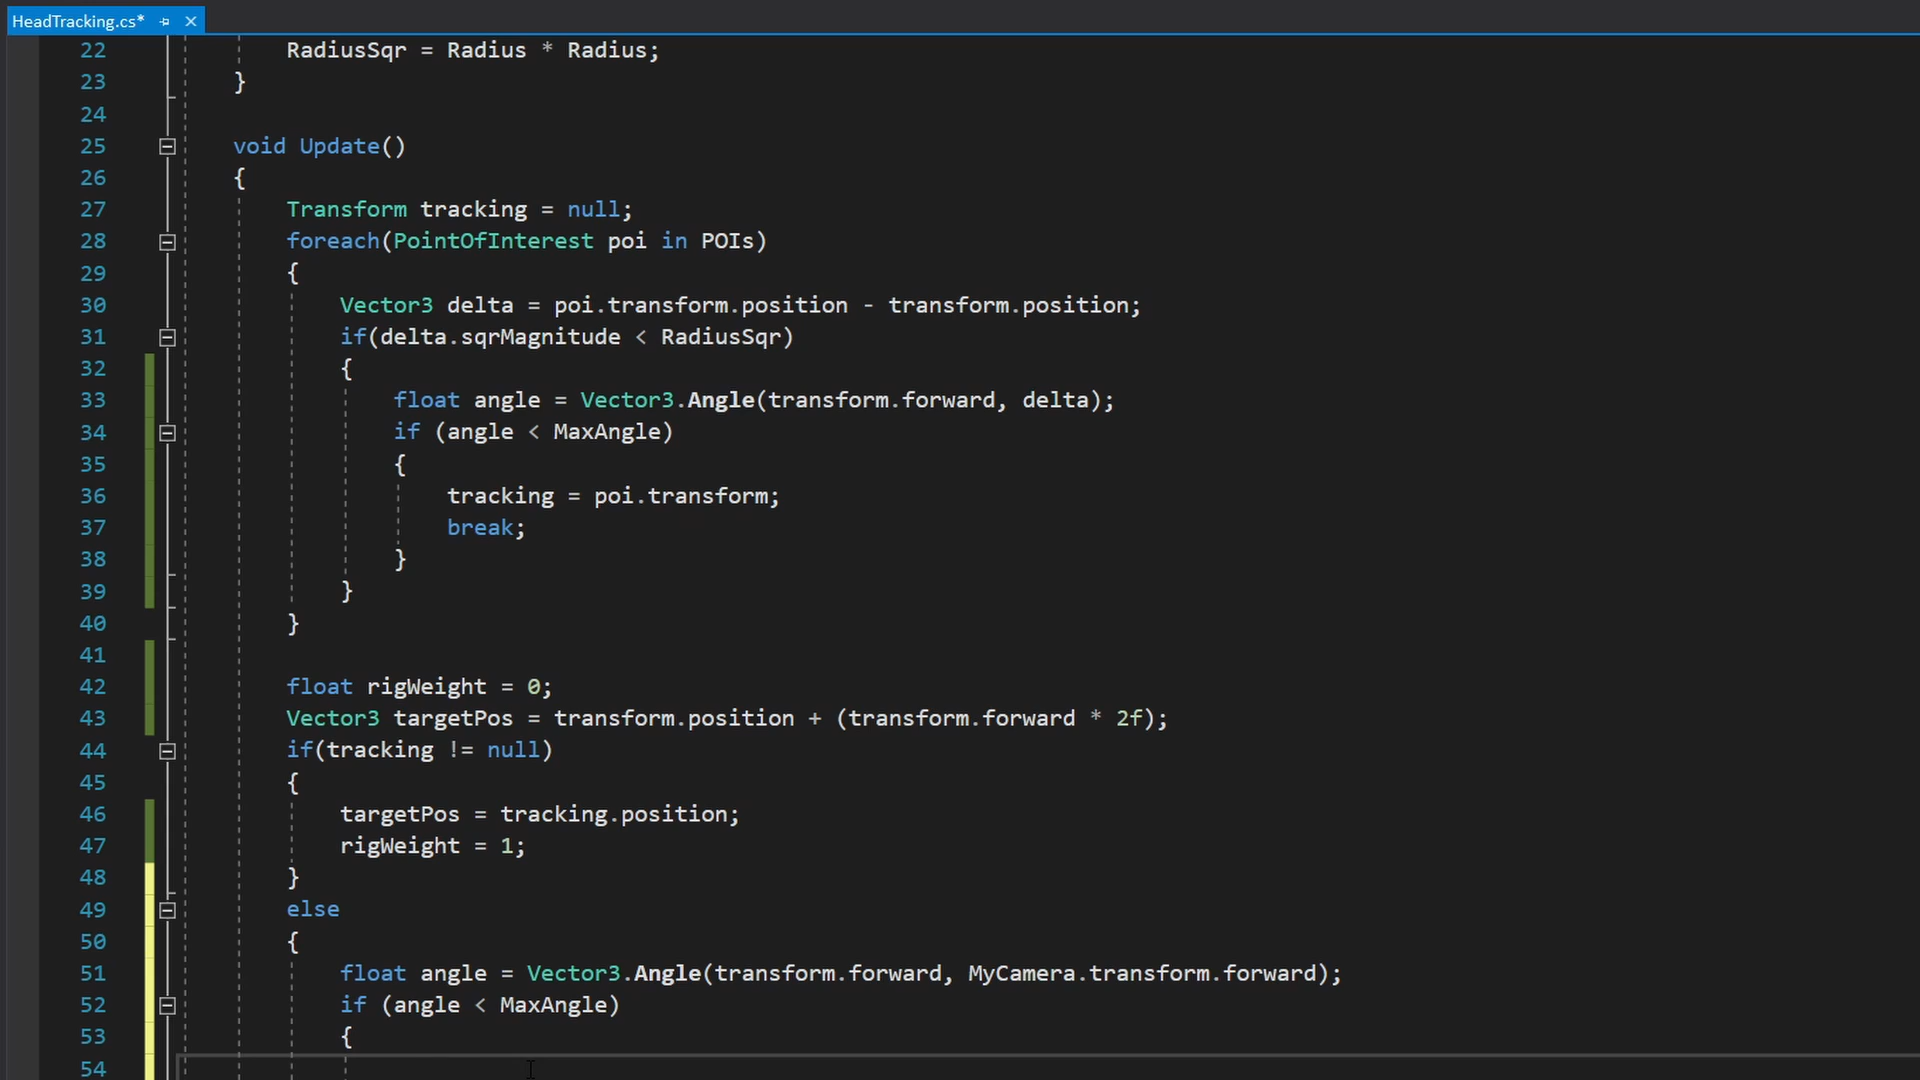 HeadTracking.cs*
22 RadiusSqr = Radius * Radius;
23 }
24
25 void Update()
26 {
27 Transform tracking = null;
28 foreach(PointOfInterest poi in POIs)
29 {
30 Vector3 delta = poi.transform.position - transform.position;
31 if(delta.sqrMagnitude < RadiusSqr)
32 {
33 float angle = Vector3.Angle(transform.forward, delta);
34 if (angle < MaxAngle)
35 {
36 tracking = poi.transform;
37 break;
38 }
39 }
40 }
41
42 float rigWeight = 0;
43 Vector3 targetPos = transform.position + (transform.forward * 2f);
44 if(tracking != null)
45 {
46 targetPos = tracking.position;
47 rigWeight = 1;
48 }
49 else
50 {
51 float angle = Vector3.Angle(transform.forward, MyCamera.transform.forward);
52 if (angle < MaxAngle)
53 {
54